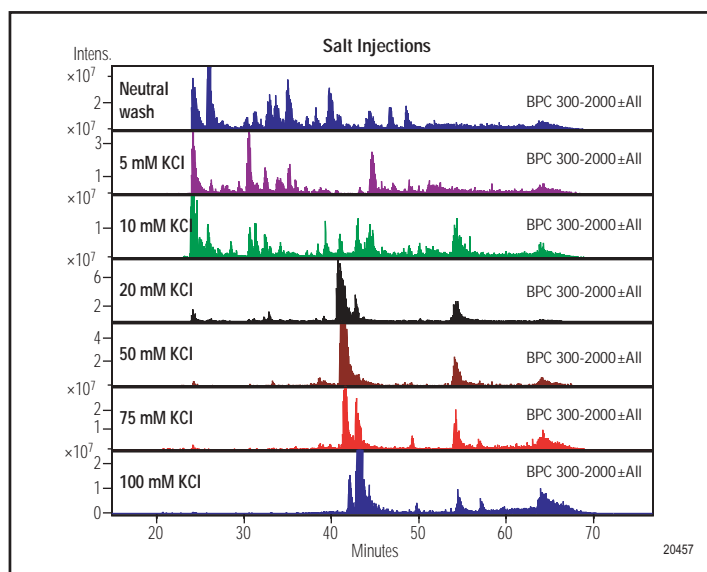 Salt Injections
Intens.
×10⁷
Neutral wash
2
BPC 300-2000±All
×10⁷
3
5 mM KCl
1
BPC 300-2000±All
×10⁷
10 mM KCl
1
BPC 300-2000±All
×10⁷
6
20 mM KCl
2
BPC 300-2000±All
×10⁷
4
50 mM KCl
2
BPC 300-2000±All
×10⁷
2
75 mM KCl
1
BPC 300-2000±All
×10⁷
2
100 mM KCl
1
0
BPC 300-2000±All
20 30 40 50 60 70
Minutes
20457